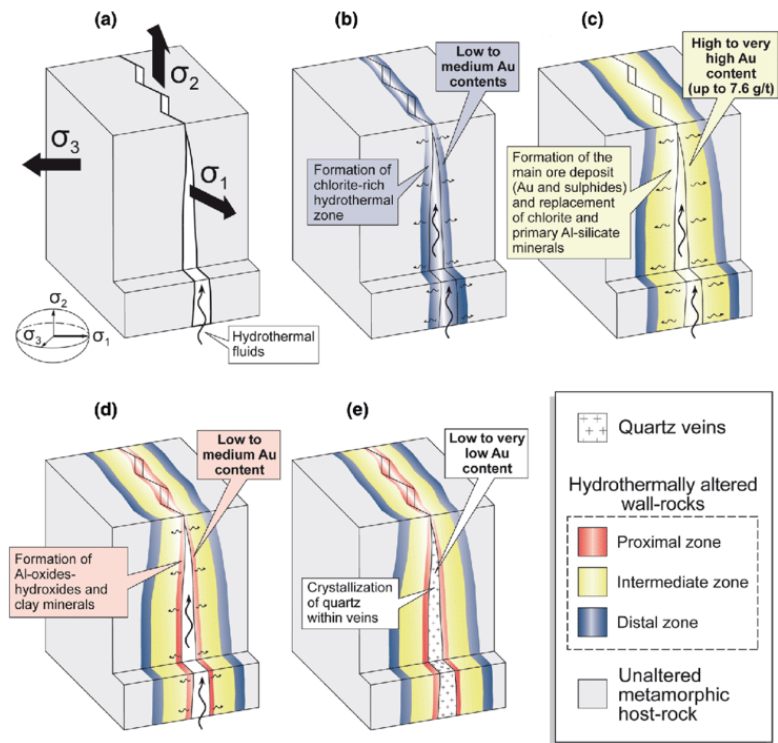 (a)
σ2
σ3
σ1
σ2
σ3
σ1
Hydrothermal
fluids
(b)
Low to
medium Au
contents
Formation of
chlorite-rich
hydrothermal
zone
(c)
High to very
high Au
content
(up to 7.6 g/t)
Formation of the
main ore deposit
(Au and sulphides)
and replacement of
chlorite and
primary Al-silicate
minerals
(d)
Low to
medium Au
content
Formation of
Al-oxides-
hydroxides and
clay minerals
(e)
Low to very
low Au
content
Crystallization
of quartz
within veins
Quartz veins
Hydrothermally altered
wall-rocks
Proximal zone
Intermediate zone
Distal zone
Unaltered
metamorphic
host-rock